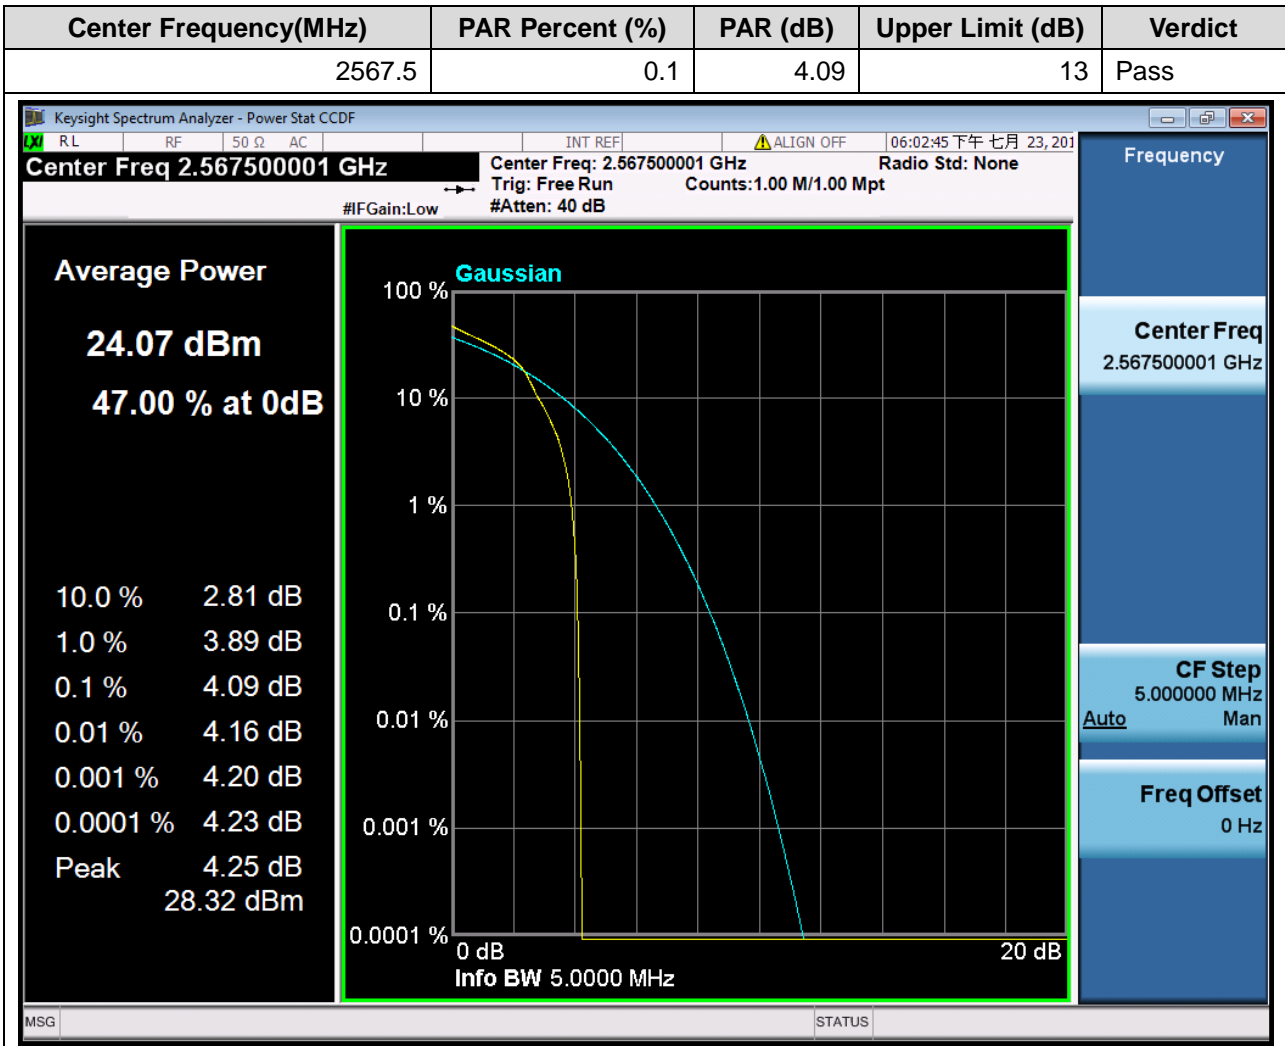 Center Frequency(MHz) PAR Percent (%) PAR (dB) Upper Limit (dB) Verdict
2567.5 0.1 4.09 13 Pass
Keysight Spectrum Analyzer - Power Stat CCDF
LXI RL RF 50 Ω AC INT REF ALIGN OFF 06:02:45 下午 七月 23, 201
Center Freq 2.567500001 GHz
Center Freq: 2.567500001 GHz Radio Std: None
Trig: Free Run Counts:1.00 M/1.00 Mpt
#IFGain:Low #Atten: 40 dB
Frequency
Average Power
24.07 dBm
47.00 % at 0dB
10.0 % 2.81 dB
1.0 % 3.89 dB
0.1 % 4.09 dB
0.01 % 4.16 dB
0.001 % 4.20 dB
0.0001 % 4.23 dB
Peak 4.25 dB
28.32 dBm
Gaussian
100 %
10 %
1 %
0.1 %
0.01 %
0.001 %
0.0001 %
0 dB 20 dB
Info BW 5.0000 MHz
Center Freq
2.567500001 GHz
CF Step
5.000000 MHz
Auto Man
Freq Offset
0 Hz
MSG STATUS